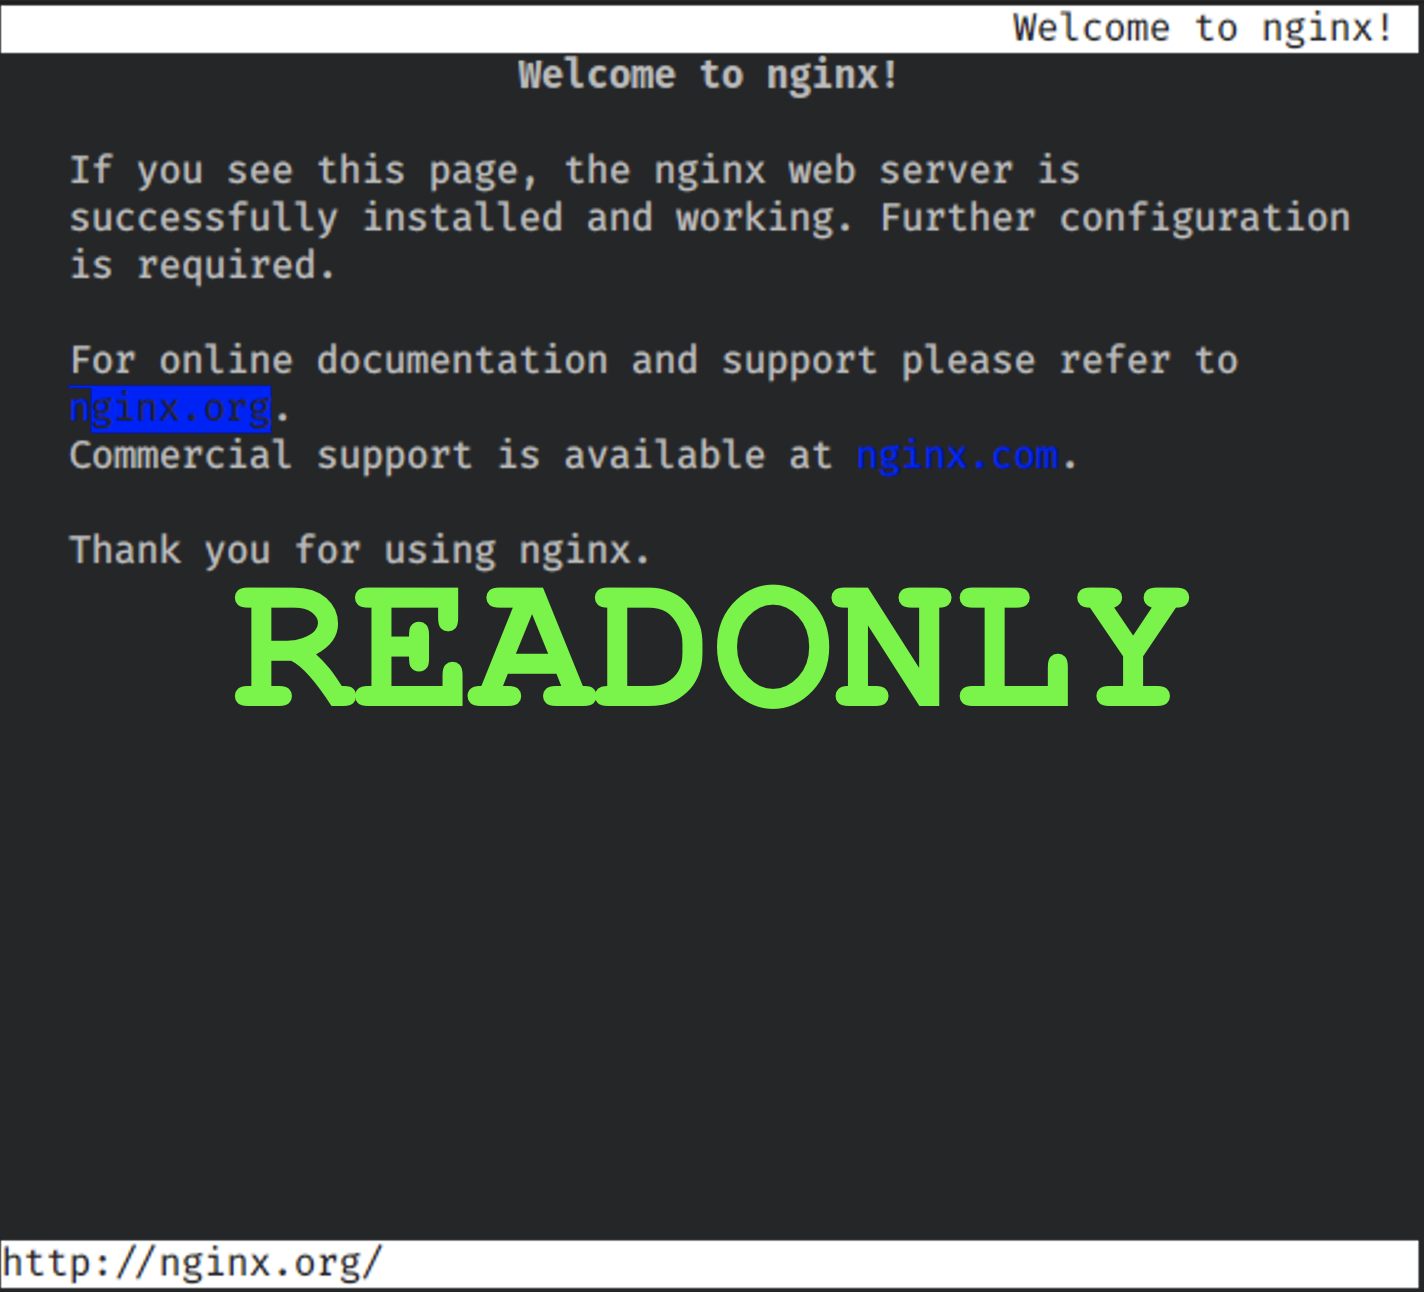 Welcome to nginx!
Welcome to nginx!
If you see this page, the nginx web server is
successfully installed and working. Further configuration
is required.
For online documentation and support please refer to
nginx.org.
Commercial support is available at nginx.com.
Thank you for using nginx.
READONLY
http://nginx.org/